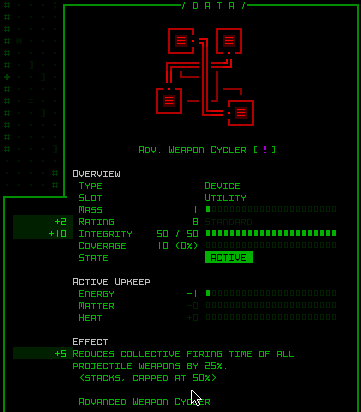 / D A T A /
Adv. Weapon Cycler [!]
Overview
Type Device
Slot Utility
Mass 1
+2 Rating 8 Standard
+10 Integrity 50 / 50
Coverage 10 (0%)
State ACTIVE
Active Upkeep
Energy -1
Matter -0
Heat +0
Effect
+5 Reduces collective firing time of all
projectile weapons by 25%.
<stacks, capped at 50%>
Advanced Weapon Cycler